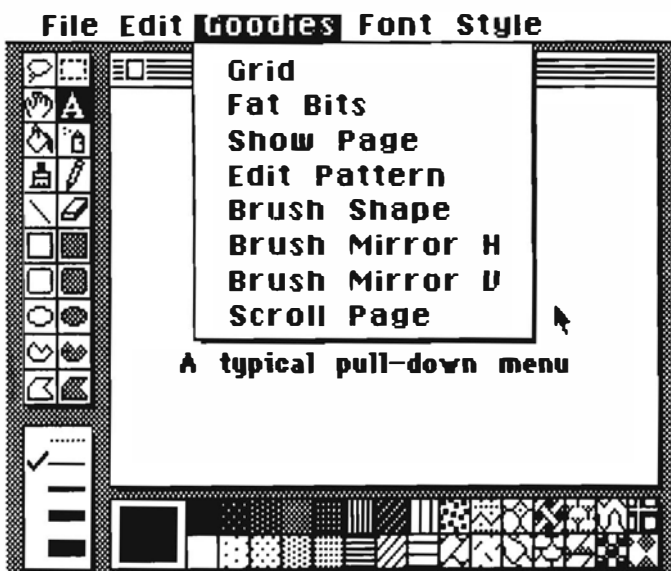 File Edit Goodies Font Style
Grid
Fat Bits
Show Page
Edit Pattern
Brush Shape
Brush Mirror H
Brush Mirror V
Scroll Page
A
A typical pull-down menu